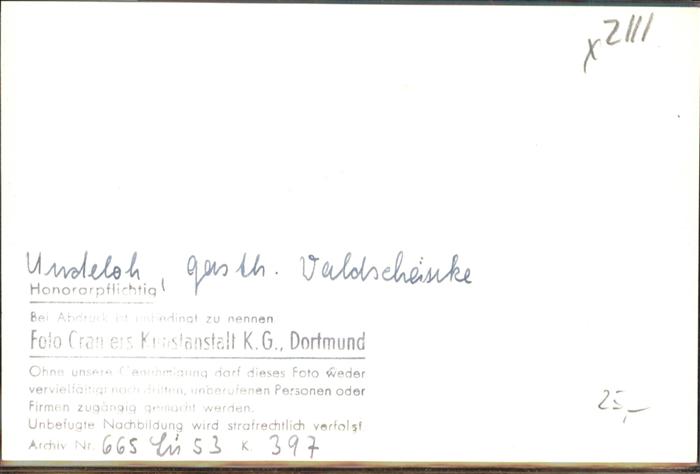 x 2111
Undeloh, Gasth. Waldschänke
Honorarpflichtig!
Bei Abdruck ist unbedingt zu nennen
Foto Cramers Kunstanstalt K.G., Dortmund
Ohne unsere Genehmigung darf dieses Foto weder
vervielfältigt noch dritten, unberufenen Personen oder
Firmen zugängig gemacht werden.
Unbefugte Nachbildung wird strafrechtlich verfolgt
Archiv Nr. 665 53 K. 397
25,–